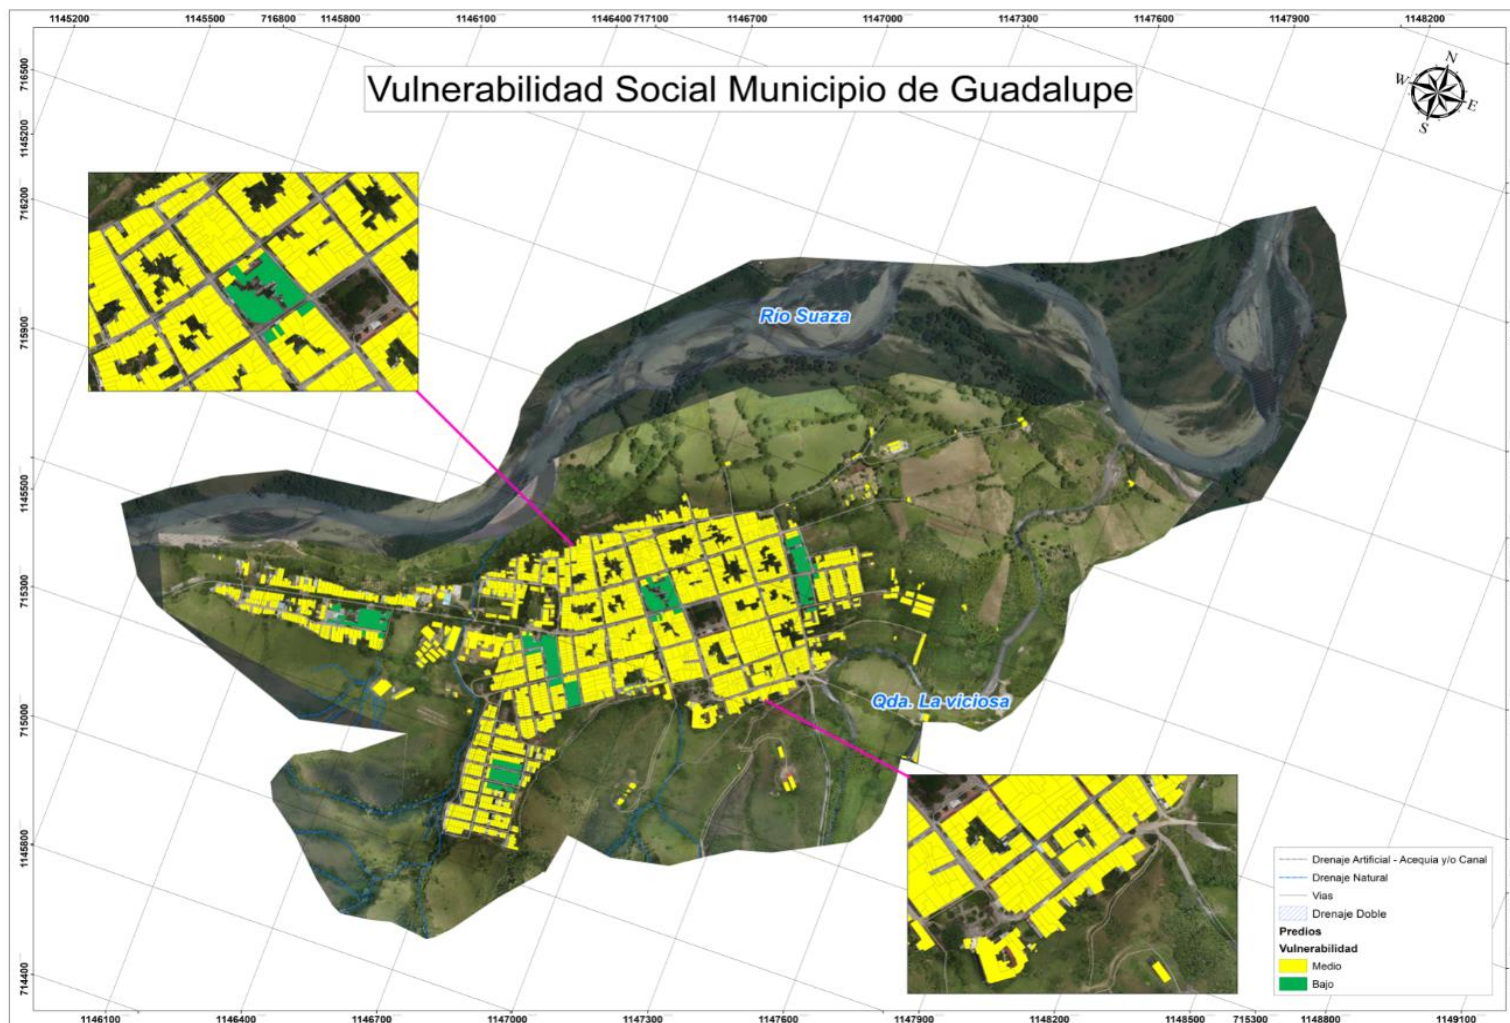 1145200 1145500 716800 1145800 1146100 1146400 717100 1146700 1147000 1147300 1147600 1147900 1148200
Vulnerabilidad Social Municipio de Guadalupe
N
W
E
S
716500
1145200
716200
715900
1145500
715300
715000
1145800
714400
Río Suaza
Qda. La viciosa
Drenaje Artificial - Acequia y/o Canal
Drenaje Natural
Vias
Drenaje Doble
Predios
Vulnerabilidad
Medio
Bajo
1146100 1146400 1146700 1147000 1147300 1147600 1147900 1148200 1148500 715300 1148800 1149100